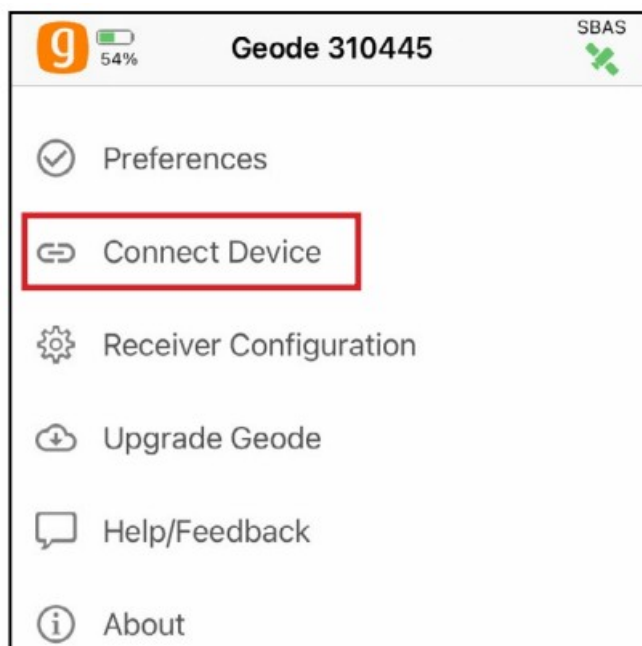 g
54%
Geode 310445
SBAS
Preferences
Connect Device
Receiver Configuration
Upgrade Geode
Help/Feedback
About